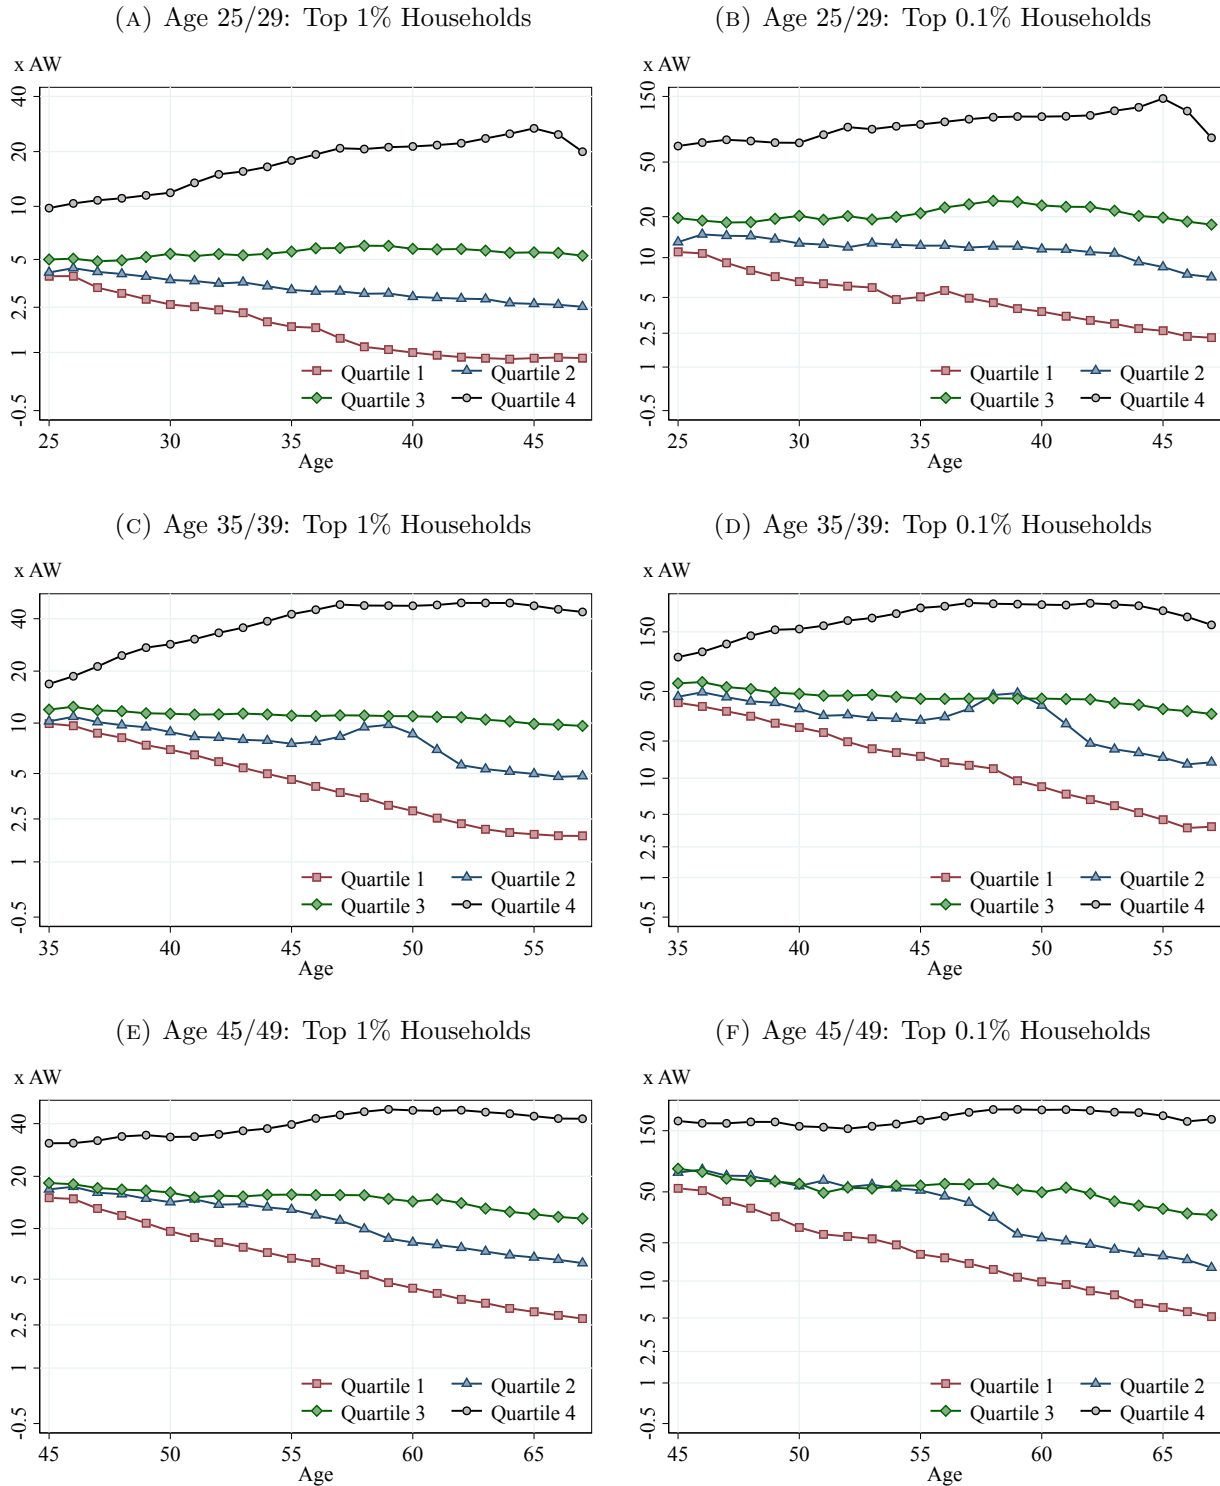 (A) Age 25/29: Top 1% Households
x AW
40
20
10
5
2.5
1
-0.5
25 30 35 40 45
Age
Quartile 1 Quartile 2
Quartile 3 Quartile 4
(B) Age 25/29: Top 0.1% Households
x AW
150
50
20
10
5
2.5
1
-0.5
25 30 35 40 45
Age
Quartile 1 Quartile 2
Quartile 3 Quartile 4
(C) Age 35/39: Top 1% Households
x AW
40
20
10
5
2.5
1
-0.5
35 40 45 50 55
Age
Quartile 1 Quartile 2
Quartile 3 Quartile 4
(D) Age 35/39: Top 0.1% Households
x AW
150
50
20
10
5
2.5
1
-0.5
35 40 45 50 55
Age
Quartile 1 Quartile 2
Quartile 3 Quartile 4
(E) Age 45/49: Top 1% Households
x AW
40
20
10
5
2.5
1
-0.5
45 50 55 60 65
Age
Quartile 1 Quartile 2
Quartile 3 Quartile 4
(F) Age 45/49: Top 0.1% Households
x AW
150
50
20
10
5
2.5
1
-0.5
45 50 55 60 65
Age
Quartile 1 Quartile 2
Quartile 3 Quartile 4